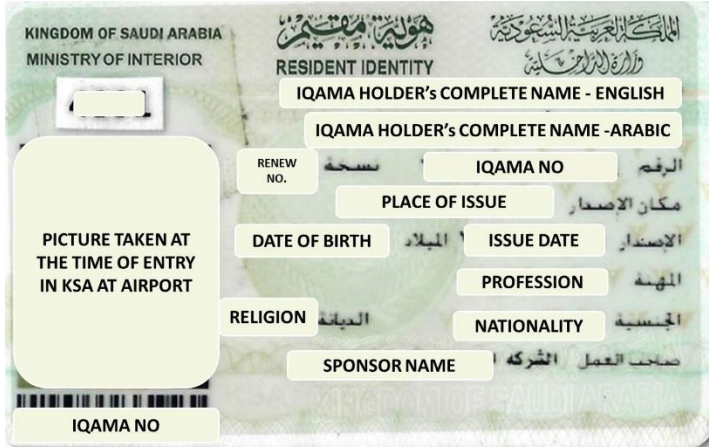 KINGDOM OF SAUDI ARABIA
MINISTRY OF INTERIOR
هوية مقيم
RESIDENT IDENTITY
المملكة العربية السعودية
وزارة الداخلية
IQAMA HOLDER's COMPLETE NAME - ENGLISH
IQAMA HOLDER's COMPLETE NAME -ARABIC
RENEW NO. نسخة IQAMA NO الرقم
PLACE OF ISSUE مكان الإصدار
DATE OF BIRTH الميلاد ISSUE DATE الإصدار
PROFESSION المهنة
RELIGION الديانة NATIONALITY الجنسية
SPONSOR NAME الشركه صاحب العمل
PICTURE TAKEN AT
THE TIME OF ENTRY
IN KSA AT AIRPORT
KINGDOM OF SAUDI ARABIA
IQAMA NO